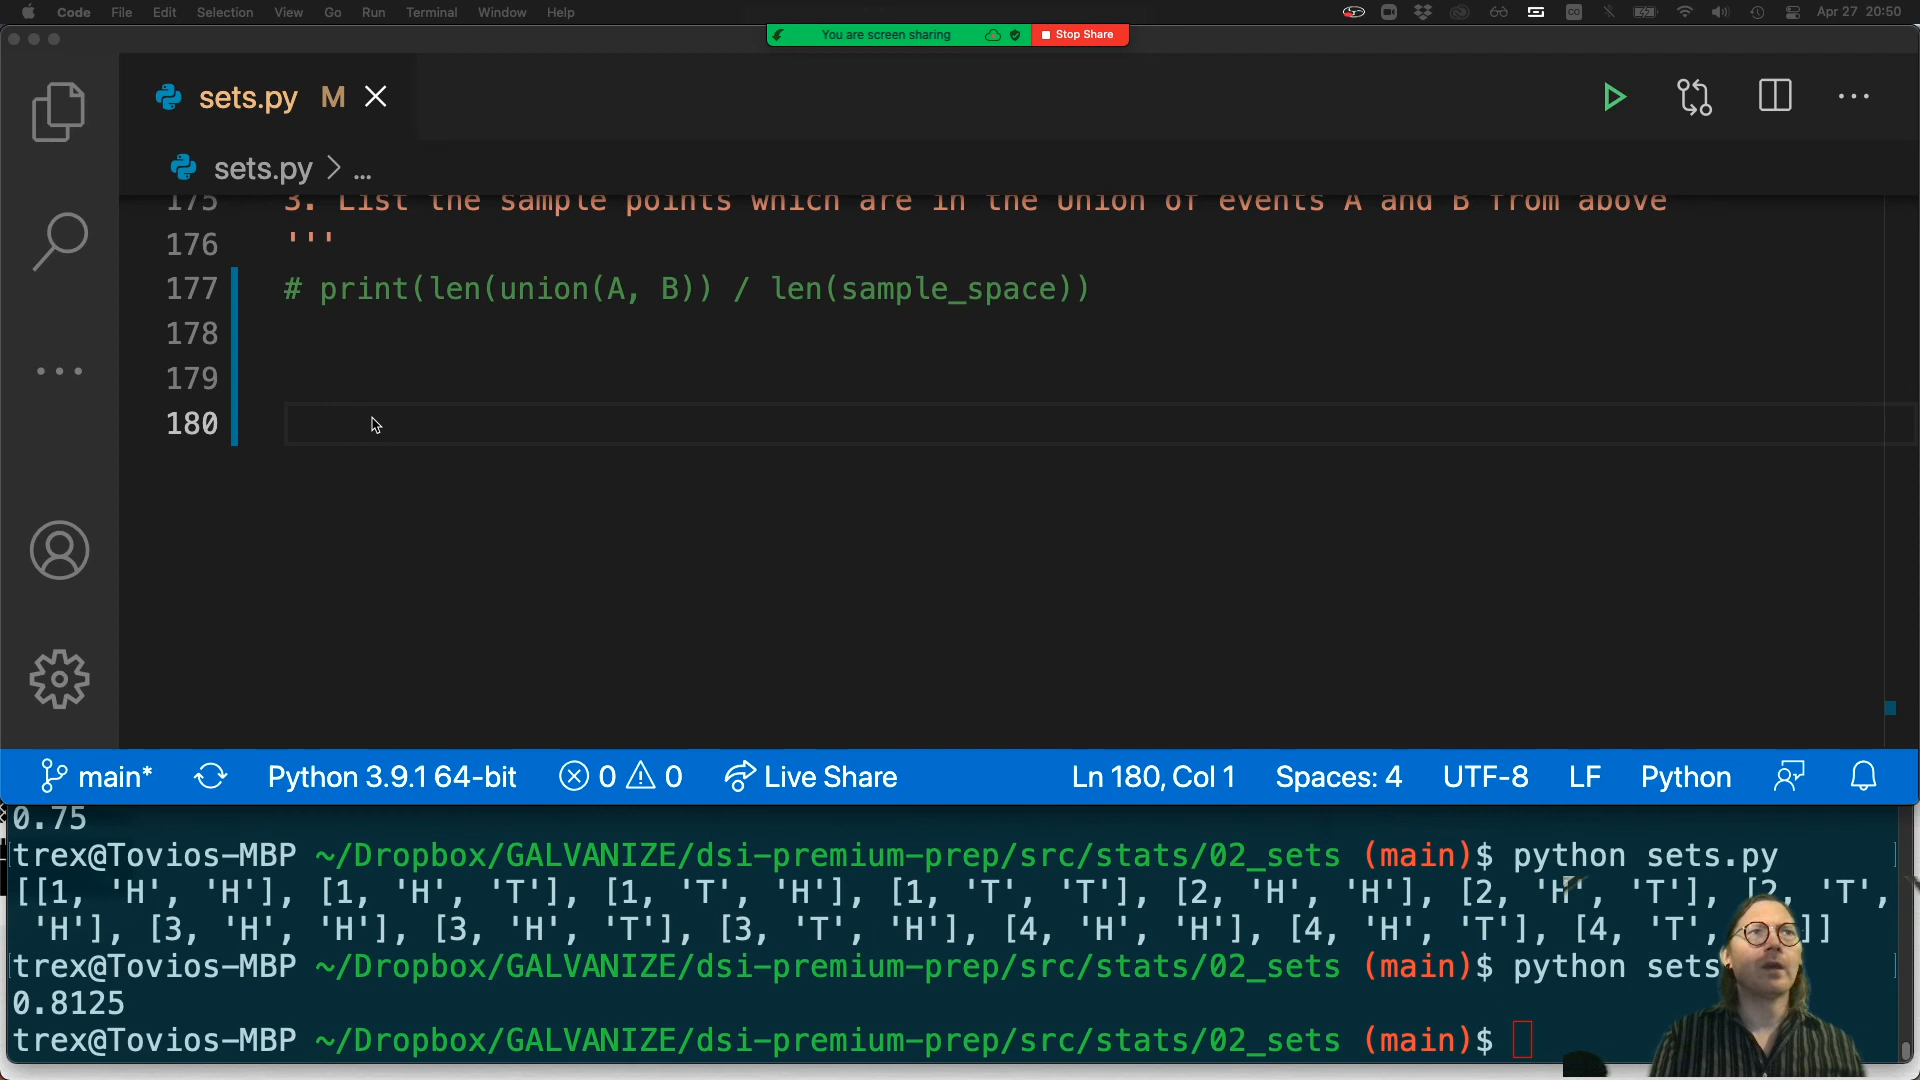 Code File Edit Selection View Go Run Terminal Window Help
Apr 27 20:50
You are screen sharing
Stop Share
sets.py M
sets.py > ...
175 3. List the sample points which are in the Union of events A and B from above
176 '''
177 # print(len(union(A, B)) / len(sample_space))
178
179
180
main* Python 3.9.1 64-bit 0 0 Live Share Ln 180, Col 1 Spaces: 4 UTF-8 LF Python
0.75
trex@Tovios-MBP ~/Dropbox/GALVANIZE/dsi-premium-prep/src/stats/02_sets (main)$ python sets.py
[[1, 'H', 'H'], [1, 'H', 'T'], [1, 'T', 'H'], [1, 'T', 'T'], [2, 'H', 'H'], [2, 'H', 'T'], [2, 'T',
'H'], [3, 'H', 'H'], [3, 'H', 'T'], [3, 'T', 'H'], [4, 'H', 'H'], [4, 'H', 'T'], [4, 'T', ]]
trex@Tovios-MBP ~/Dropbox/GALVANIZE/dsi-premium-prep/src/stats/02_sets (main)$ python sets
0.8125
trex@Tovios-MBP ~/Dropbox/GALVANIZE/dsi-premium-prep/src/stats/02_sets (main)$